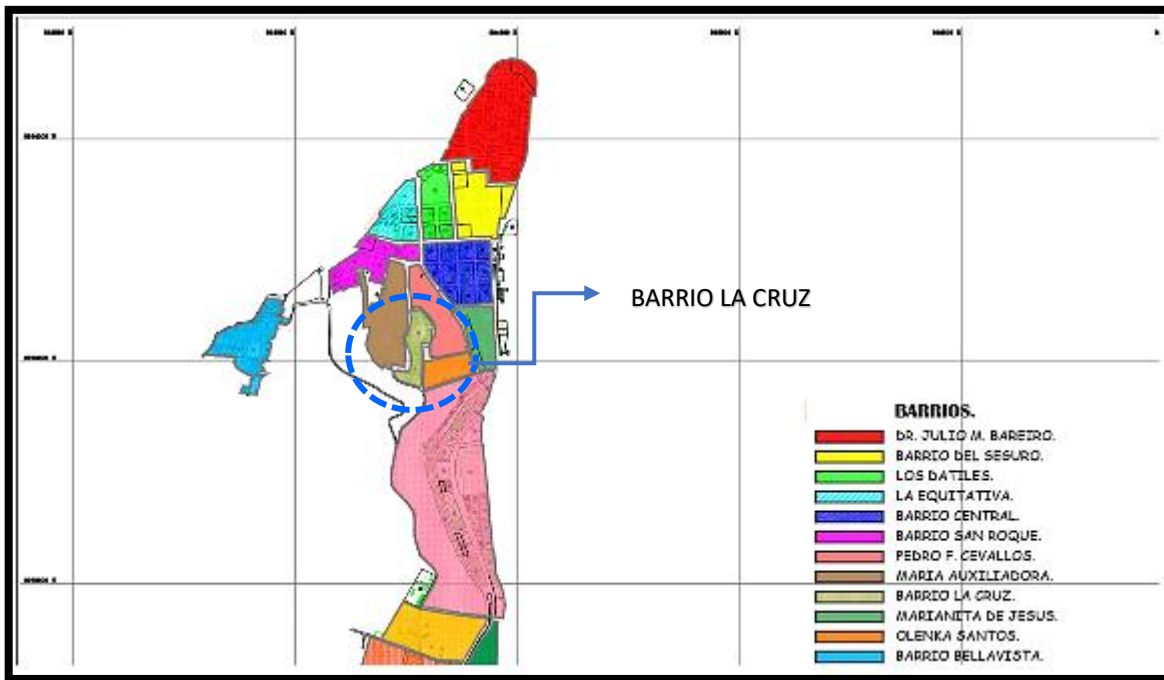 BARRIO LA CRUZ
BARRIOS.
DR. JULIO M. BAREIRO.
BARRIO DEL SEGURO.
LOS DATILES.
LA EQUITATIVA.
BARRIO CENTRAL.
BARRIO SAN ROQUE.
PEDRO F. CEVALLOS.
MARIA AUXILIADORA.
BARRIO LA CRUZ.
MARIANITA DE JESUS.
OLENKA SANTOS.
BARRIO BELLAVISTA.